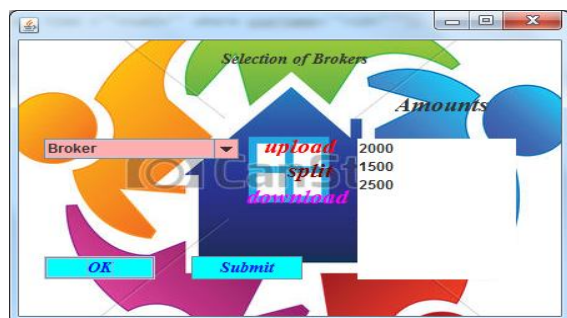 Selection of Brokers
Amounts
Broker
upload
split
download
2000
1500
2500
OK
Submit